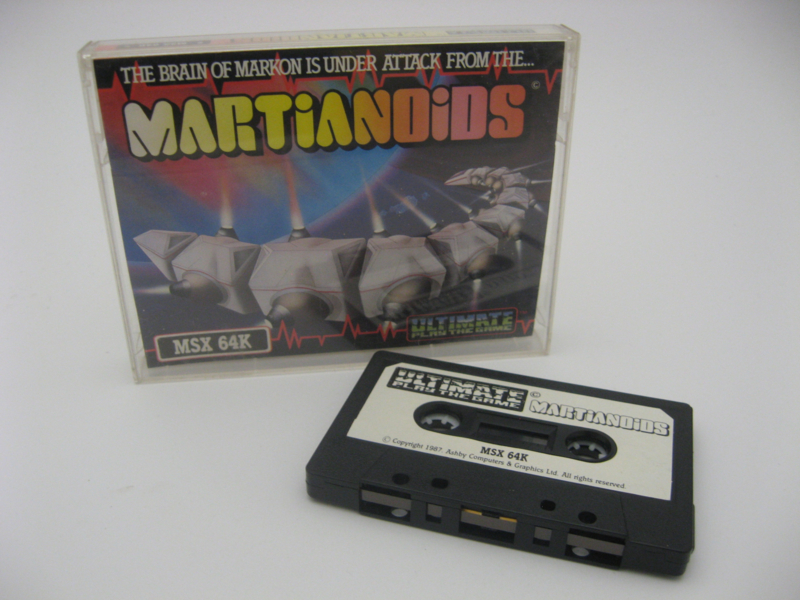 THE BRAIN OF MARKON IS UNDER ATTACK FROM THE...
MARTiANOiDS ©
ULTIMATE
PLAY THE GAME
MSX 64K
ULTIMATE
PLAY THE GAME
© MARTiANOiDS
MSX 64K
© Copyright 1987. Ashby Computers & Graphics Ltd. All rights reserved.